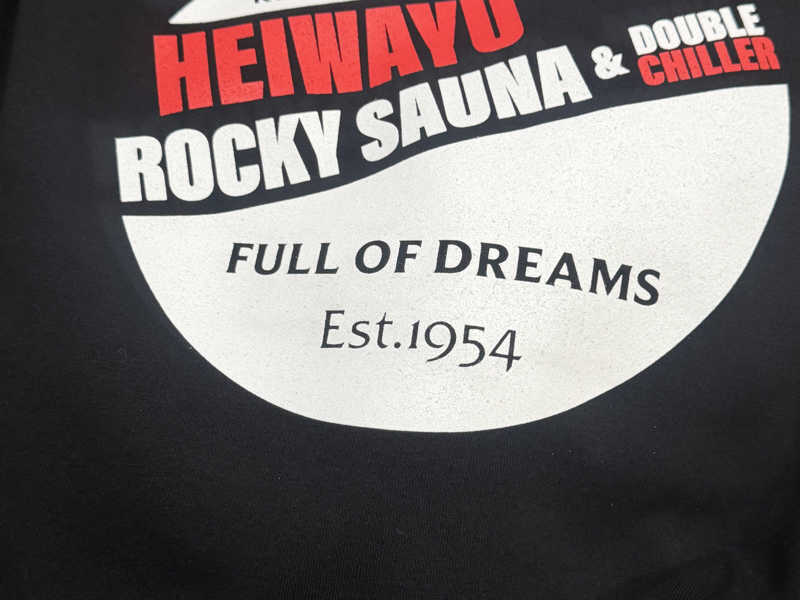 HEIWAYU
ROCKY SAUNA & DOUBLE CHILLER
FULL OF DREAMS
Est.1954